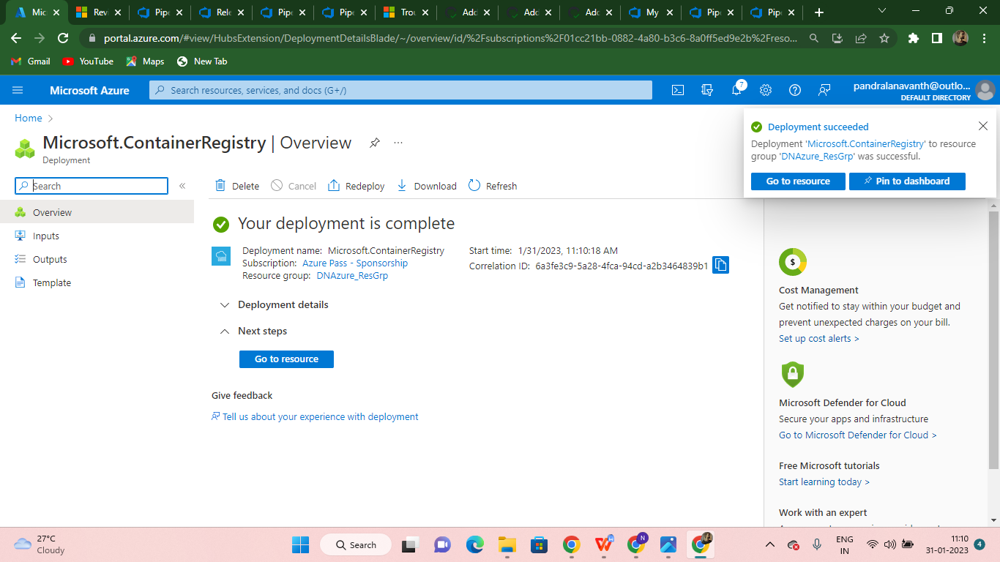 Mic
Rev
Pipe
Rele
Pipe
Pipe
Trou
Add
Add
Add
My
Pipe
Pipe
portal.azure.com/#view/HubsExtension/DeploymentDetailsBlade/~/overview/id/%2Fsubscriptions%2F01cc21bb-0882-4a80-b3c6-8a0ff5ed9e2b%2Freso...
Gmail
YouTube
Maps
New Tab
Microsoft Azure
Search resources, services, and docs (G+/)
7
pandralanavanth@outlo...
DEFAULT DIRECTORY
Home
Microsoft.ContainerRegistry | Overview
Deployment
Deployment succeeded
Deployment 'Microsoft.ContainerRegistry' to resource
group 'DNAzure_ResGrp' was successful.
Go to resource
Pin to dashboard
Search
Delete
Cancel
Redeploy
Download
Refresh
Overview
Inputs
Outputs
Template
Your deployment is complete
Deployment name: Microsoft.ContainerRegistry
Subscription: Azure Pass - Sponsorship
Resource group: DNAzure_ResGrp
Start time: 1/31/2023, 11:10:18 AM
Correlation ID: 6a3fe3c9-5a28-4fca-94cd-a2b3464839b1
Deployment details
Next steps
Go to resource
Give feedback
Tell us about your experience with deployment
Cost Management
Get notified to stay within your budget and
prevent unexpected charges on your bill.
Set up cost alerts >
Microsoft Defender for Cloud
Secure your apps and infrastructure
Go to Microsoft Defender for Cloud >
Free Microsoft tutorials
Start learning today >
Work with an expert
27°C
Cloudy
Search
N
ENG
IN
11:10
31-01-2023
4